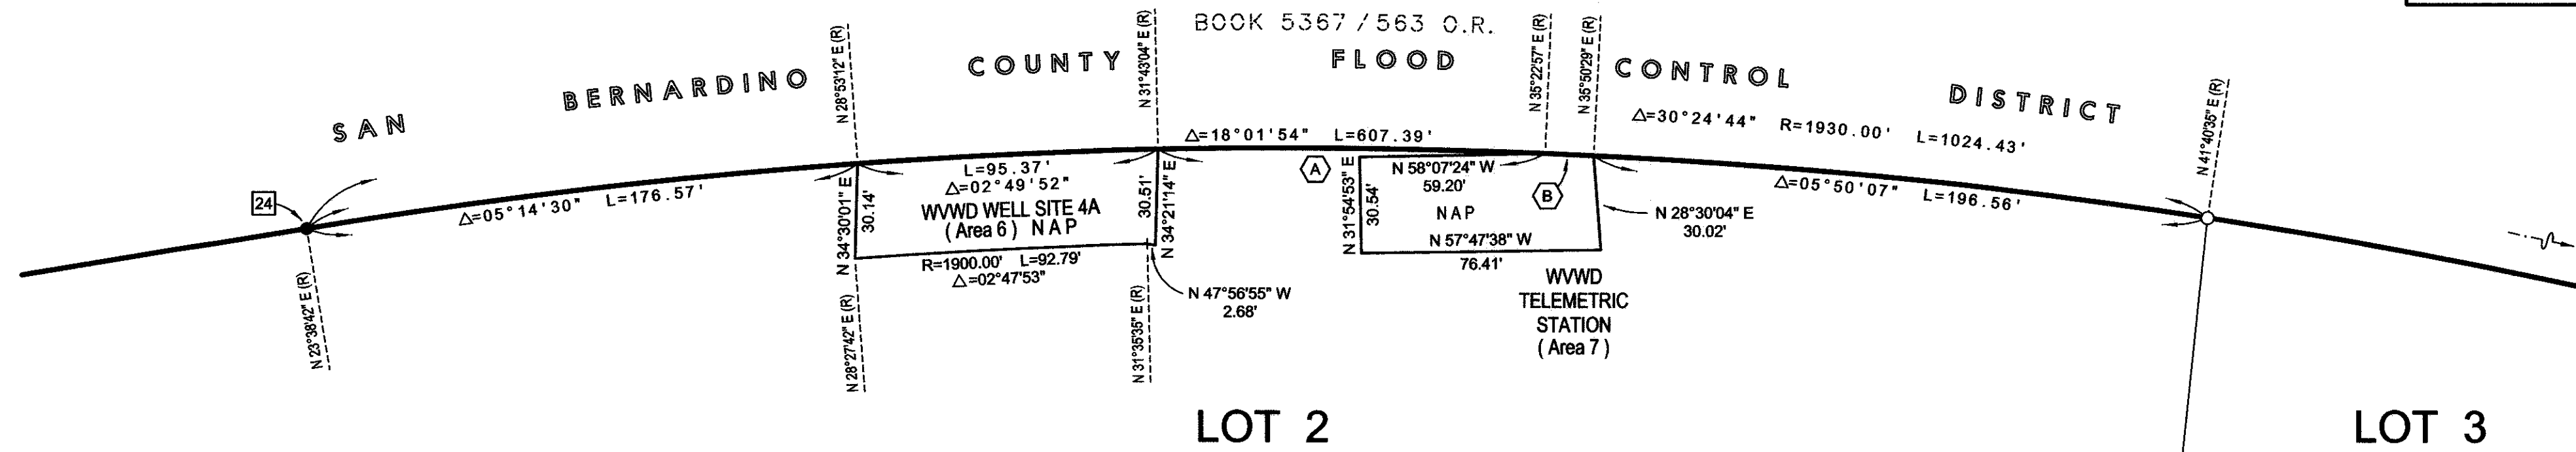 BOOK 5367 / 563 O.R.
SAN BERNARDINO COUNTY FLOOD CONTROL DISTRICT
N 28°53'12" E (R)
N 31°43'04" E (R)
N 35°22'57" E (R)
N 35°50'29" E (R)
N 41°40'35" E (R)
△=18°01'54" L=607.39'
△=30°24'44" R=1930.00' L=1024.43'
24
△=05°14'30" L=176.57'
N 23°38'42" E (R)
L=95.37'
△=02°49'52"
WVWD WELL SITE 4A
( Area 6 ) NAP
N 34°30'01" E
30.14'
30.51'
N 34°21'14" E
R=1900.00' L=92.79'
△=02°47'53"
N 28°27'42" E (R)
N 31°35'35" E (R)
N 47°56'55" W
2.68'
A
N 31°54'53" E
30.54'
N 58°07'24" W
59.20'
NAP
B
N 57°47'38" W
76.41'
N 28°30'04" E
30.02'
WVWD
TELEMETRIC
STATION
( Area 7 )
△=05°50'07" L=196.56'
LOT 2
LOT 3